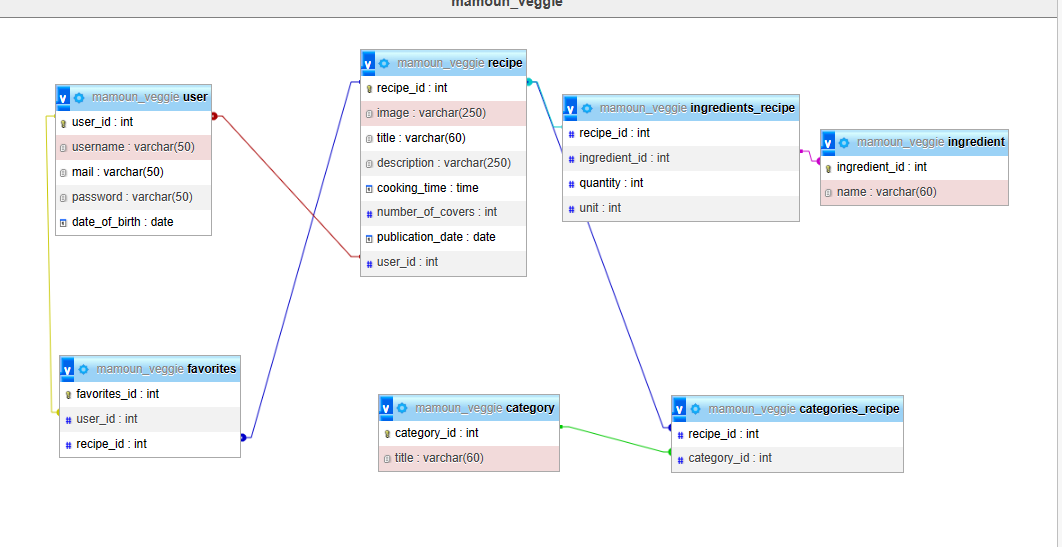 mamoun_veggie
mamoun_veggie user
user_id : int
username : varchar(50)
mail : varchar(50)
password : varchar(50)
date_of_birth : date
mamoun_veggie recipe
recipe_id : int
image : varchar(250)
title : varchar(60)
description : varchar(250)
cooking_time : time
number_of_covers : int
publication_date : date
user_id : int
mamoun_veggie ingredients_recipe
recipe_id : int
ingredient_id : int
quantity : int
unit : int
mamoun_veggie ingredient
ingredient_id : int
name : varchar(60)
mamoun_veggie favorites
favorites_id : int
user_id : int
recipe_id : int
mamoun_veggie category
category_id : int
title : varchar(60)
mamoun_veggie categories_recipe
recipe_id : int
category_id : int